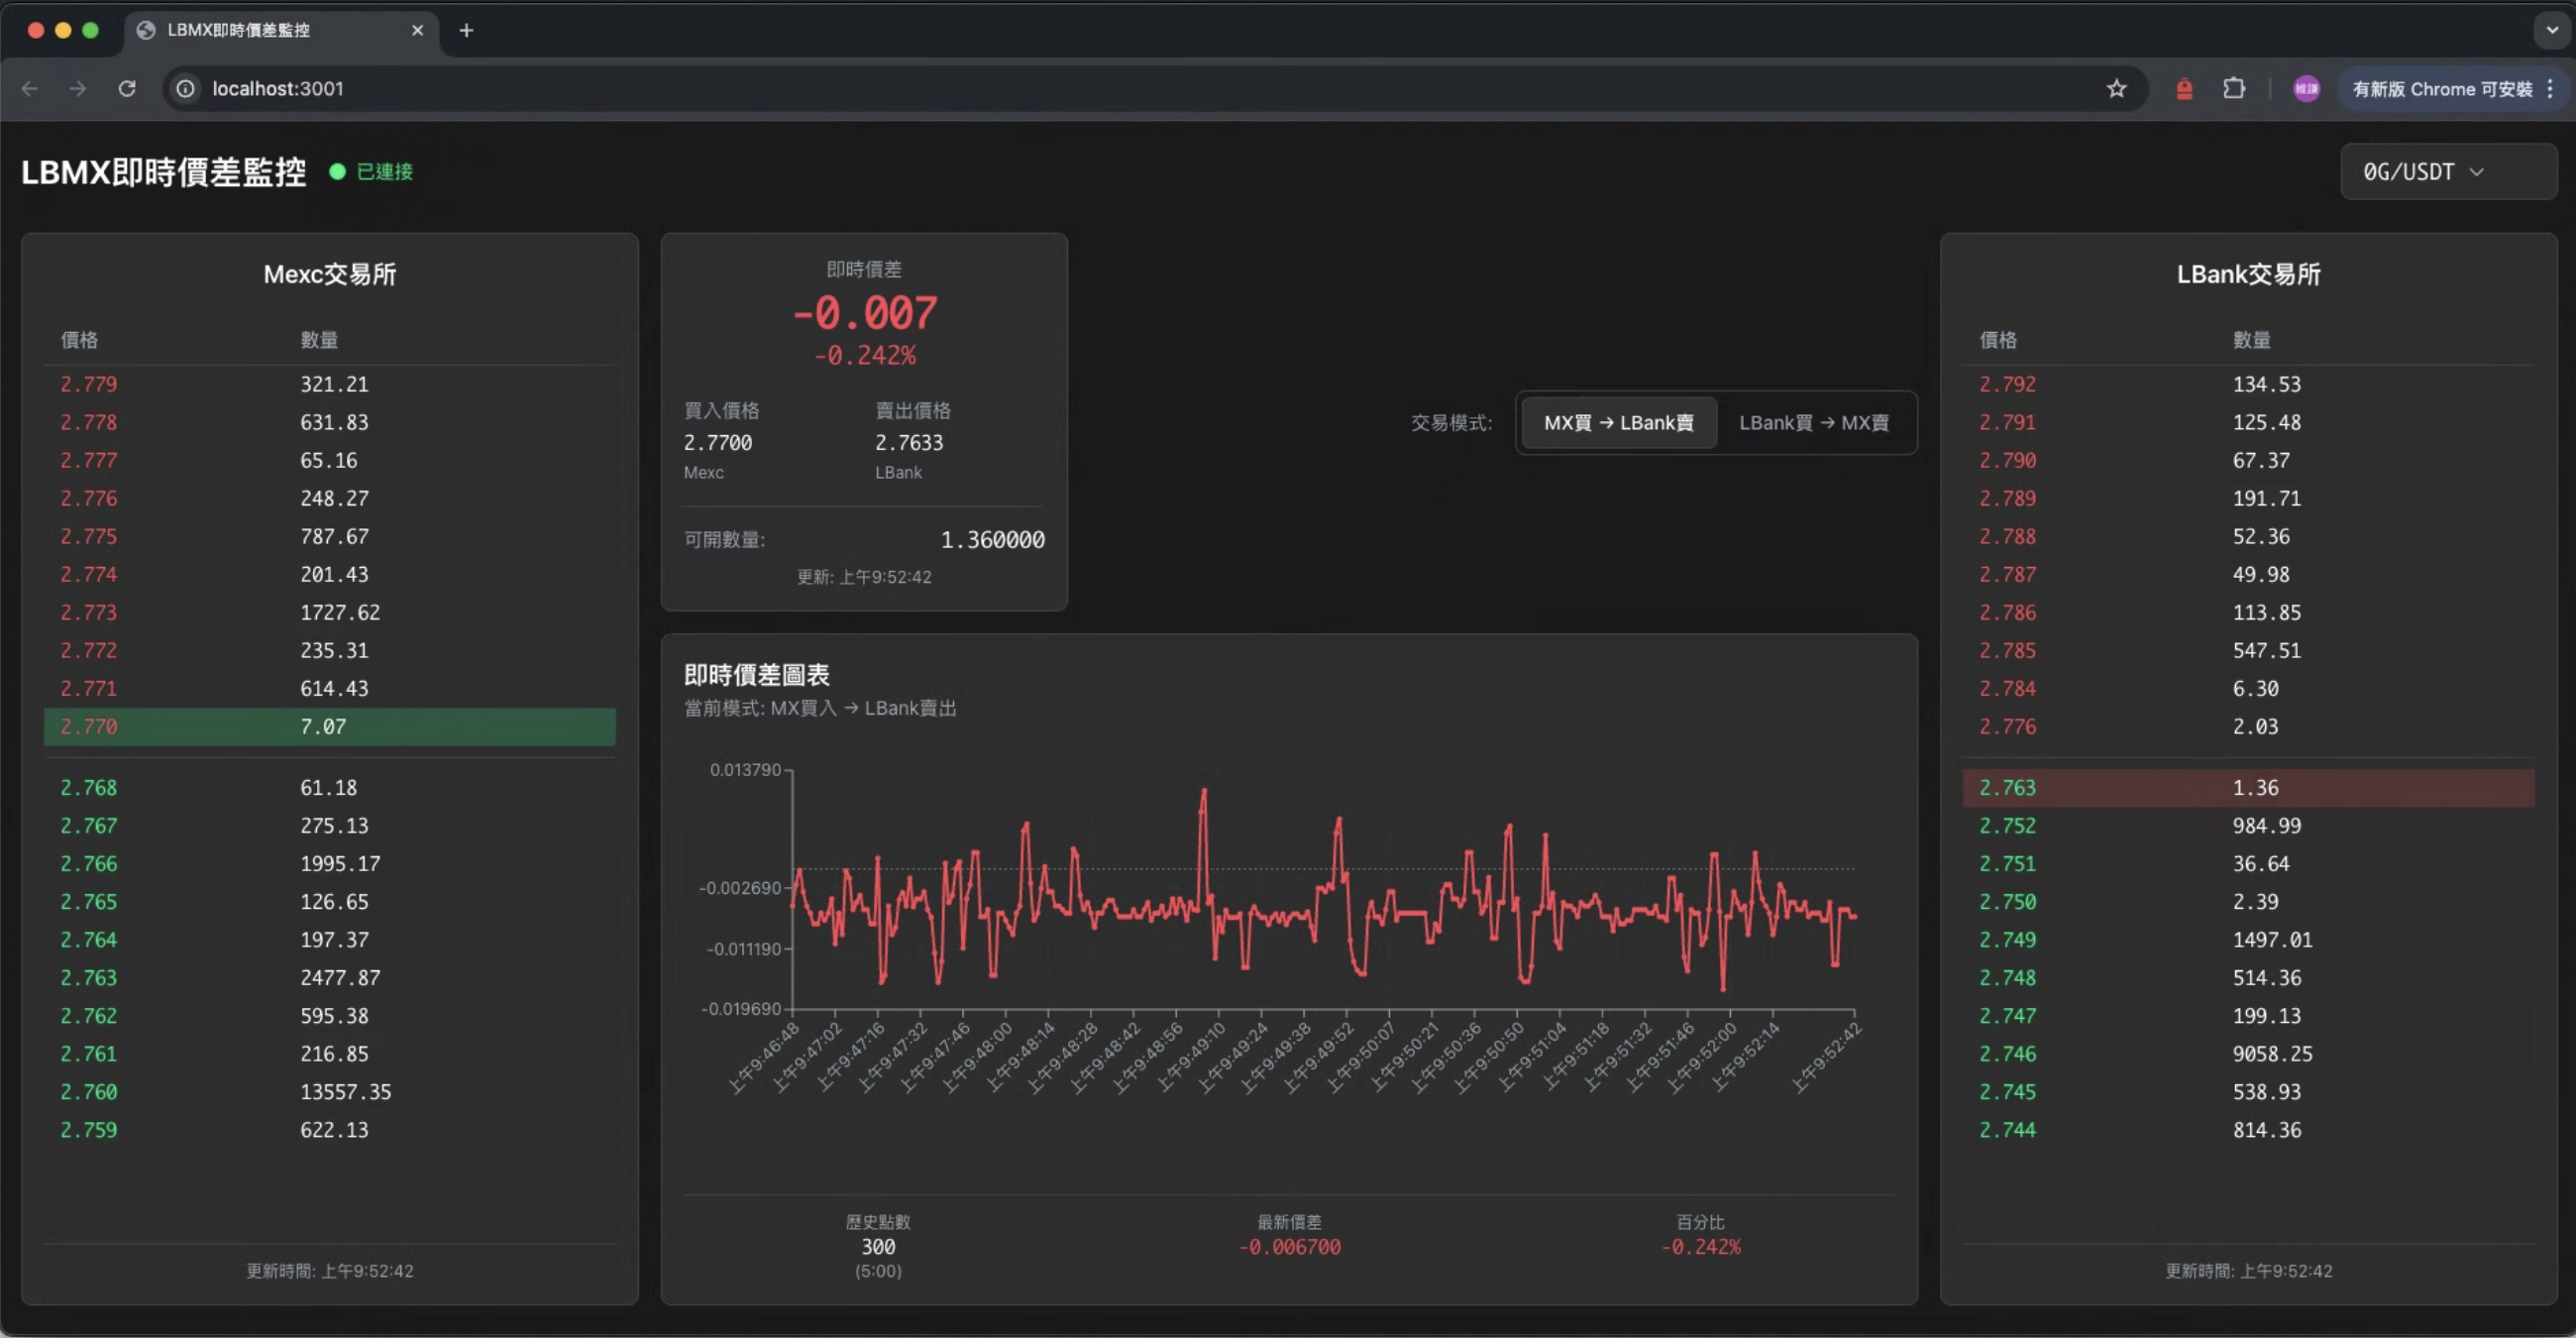 LBMX即時價差監控
localhost:3001
維謙
有新版 Chrome 可安裝
LBMX即時價差監控
已連接
0G/USDT
Mexc交易所
價格 數量
2.779 321.21
2.778 631.83
2.777 65.16
2.776 248.27
2.775 787.67
2.774 201.43
2.773 1727.62
2.772 235.31
2.771 614.43
2.770 7.07
2.768 61.18
2.767 275.13
2.766 1995.17
2.765 126.65
2.764 197.37
2.763 2477.87
2.762 595.38
2.761 216.85
2.760 13557.35
2.759 622.13
更新時間: 上午9:52:42
即時價差
-0.007
-0.242%
買入價格 賣出價格
2.7700 2.7633
Mexc LBank
可開數量: 1.360000
更新: 上午9:52:42
交易模式: MX買 → LBank賣 LBank買 → MX賣
即時價差圖表
當前模式: MX買入 → LBank賣出
0.013790
-0.002690
-0.011190
-0.019690
上午9:46:48
上午9:47:02
上午9:47:16
上午9:47:32
上午9:47:46
上午9:48:00
上午9:48:14
上午9:48:28
上午9:48:42
上午9:48:56
上午9:49:10
上午9:49:24
上午9:49:38
上午9:49:52
上午9:50:07
上午9:50:21
上午9:50:36
上午9:50:50
上午9:51:04
上午9:51:18
上午9:51:32
上午9:51:46
上午9:52:00
上午9:52:14
上午9:52:42
歷史點數 最新價差 百分比
300 -0.006700 -0.242%
(5:00)
LBank交易所
價格 數量
2.792 134.53
2.791 125.48
2.790 67.37
2.789 191.71
2.788 52.36
2.787 49.98
2.786 113.85
2.785 547.51
2.784 6.30
2.776 2.03
2.763 1.36
2.752 984.99
2.751 36.64
2.750 2.39
2.749 1497.01
2.748 514.36
2.747 199.13
2.746 9058.25
2.745 538.93
2.744 814.36
更新時間: 上午9:52:42